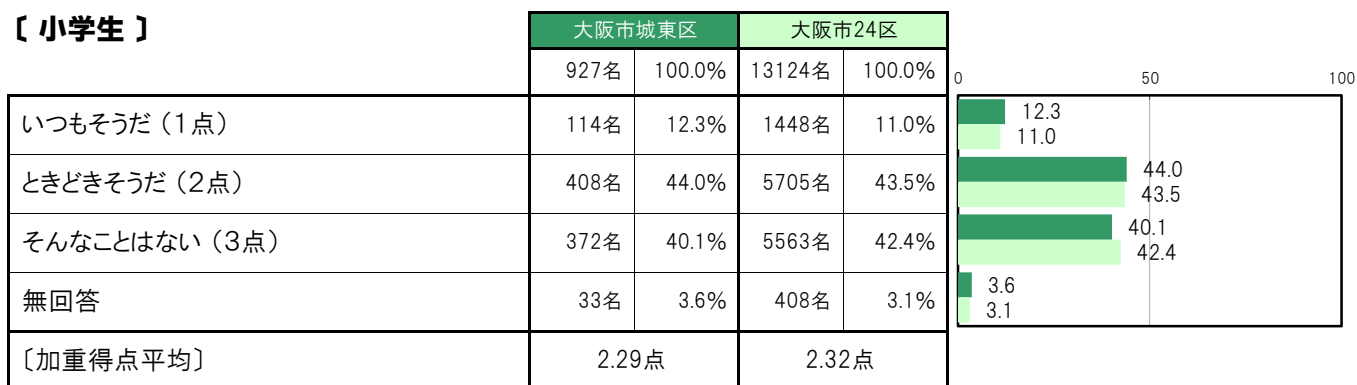 〔 小学生 〕
大阪市城東区 大阪市24区
927名 100.0% 13124名 100.0%
0 50 100
いつもそうだ（1点） 114名 12.3% 1448名 11.0%
12.3
11.0
ときどきそうだ（2点） 408名 44.0% 5705名 43.5%
44.0
43.5
そんなことはない（3点） 372名 40.1% 5563名 42.4%
40.1
42.4
無回答 33名 3.6% 408名 3.1%
3.6
3.1
〔加重得点平均〕 2.29点 2.32点